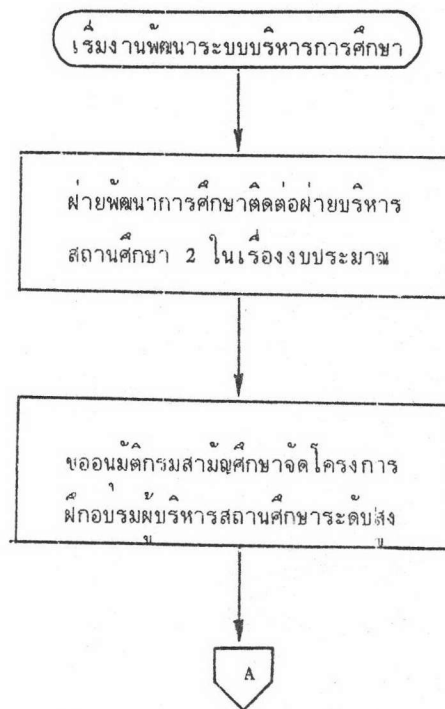 เริ่มงานพัฒนาระบบบริหารการศึกษา
ฝ่ายพัฒนาการศึกษาติดต่อฝ่ายบริหาร
สถานศึกษา 2 ในเรื่องงบประมาณ
ขออนุมัติกรมสามัญศึกษาจัดโครงการ
ฝึกอบรมผู้บริหารสถานศึกษาระดับสูง
A